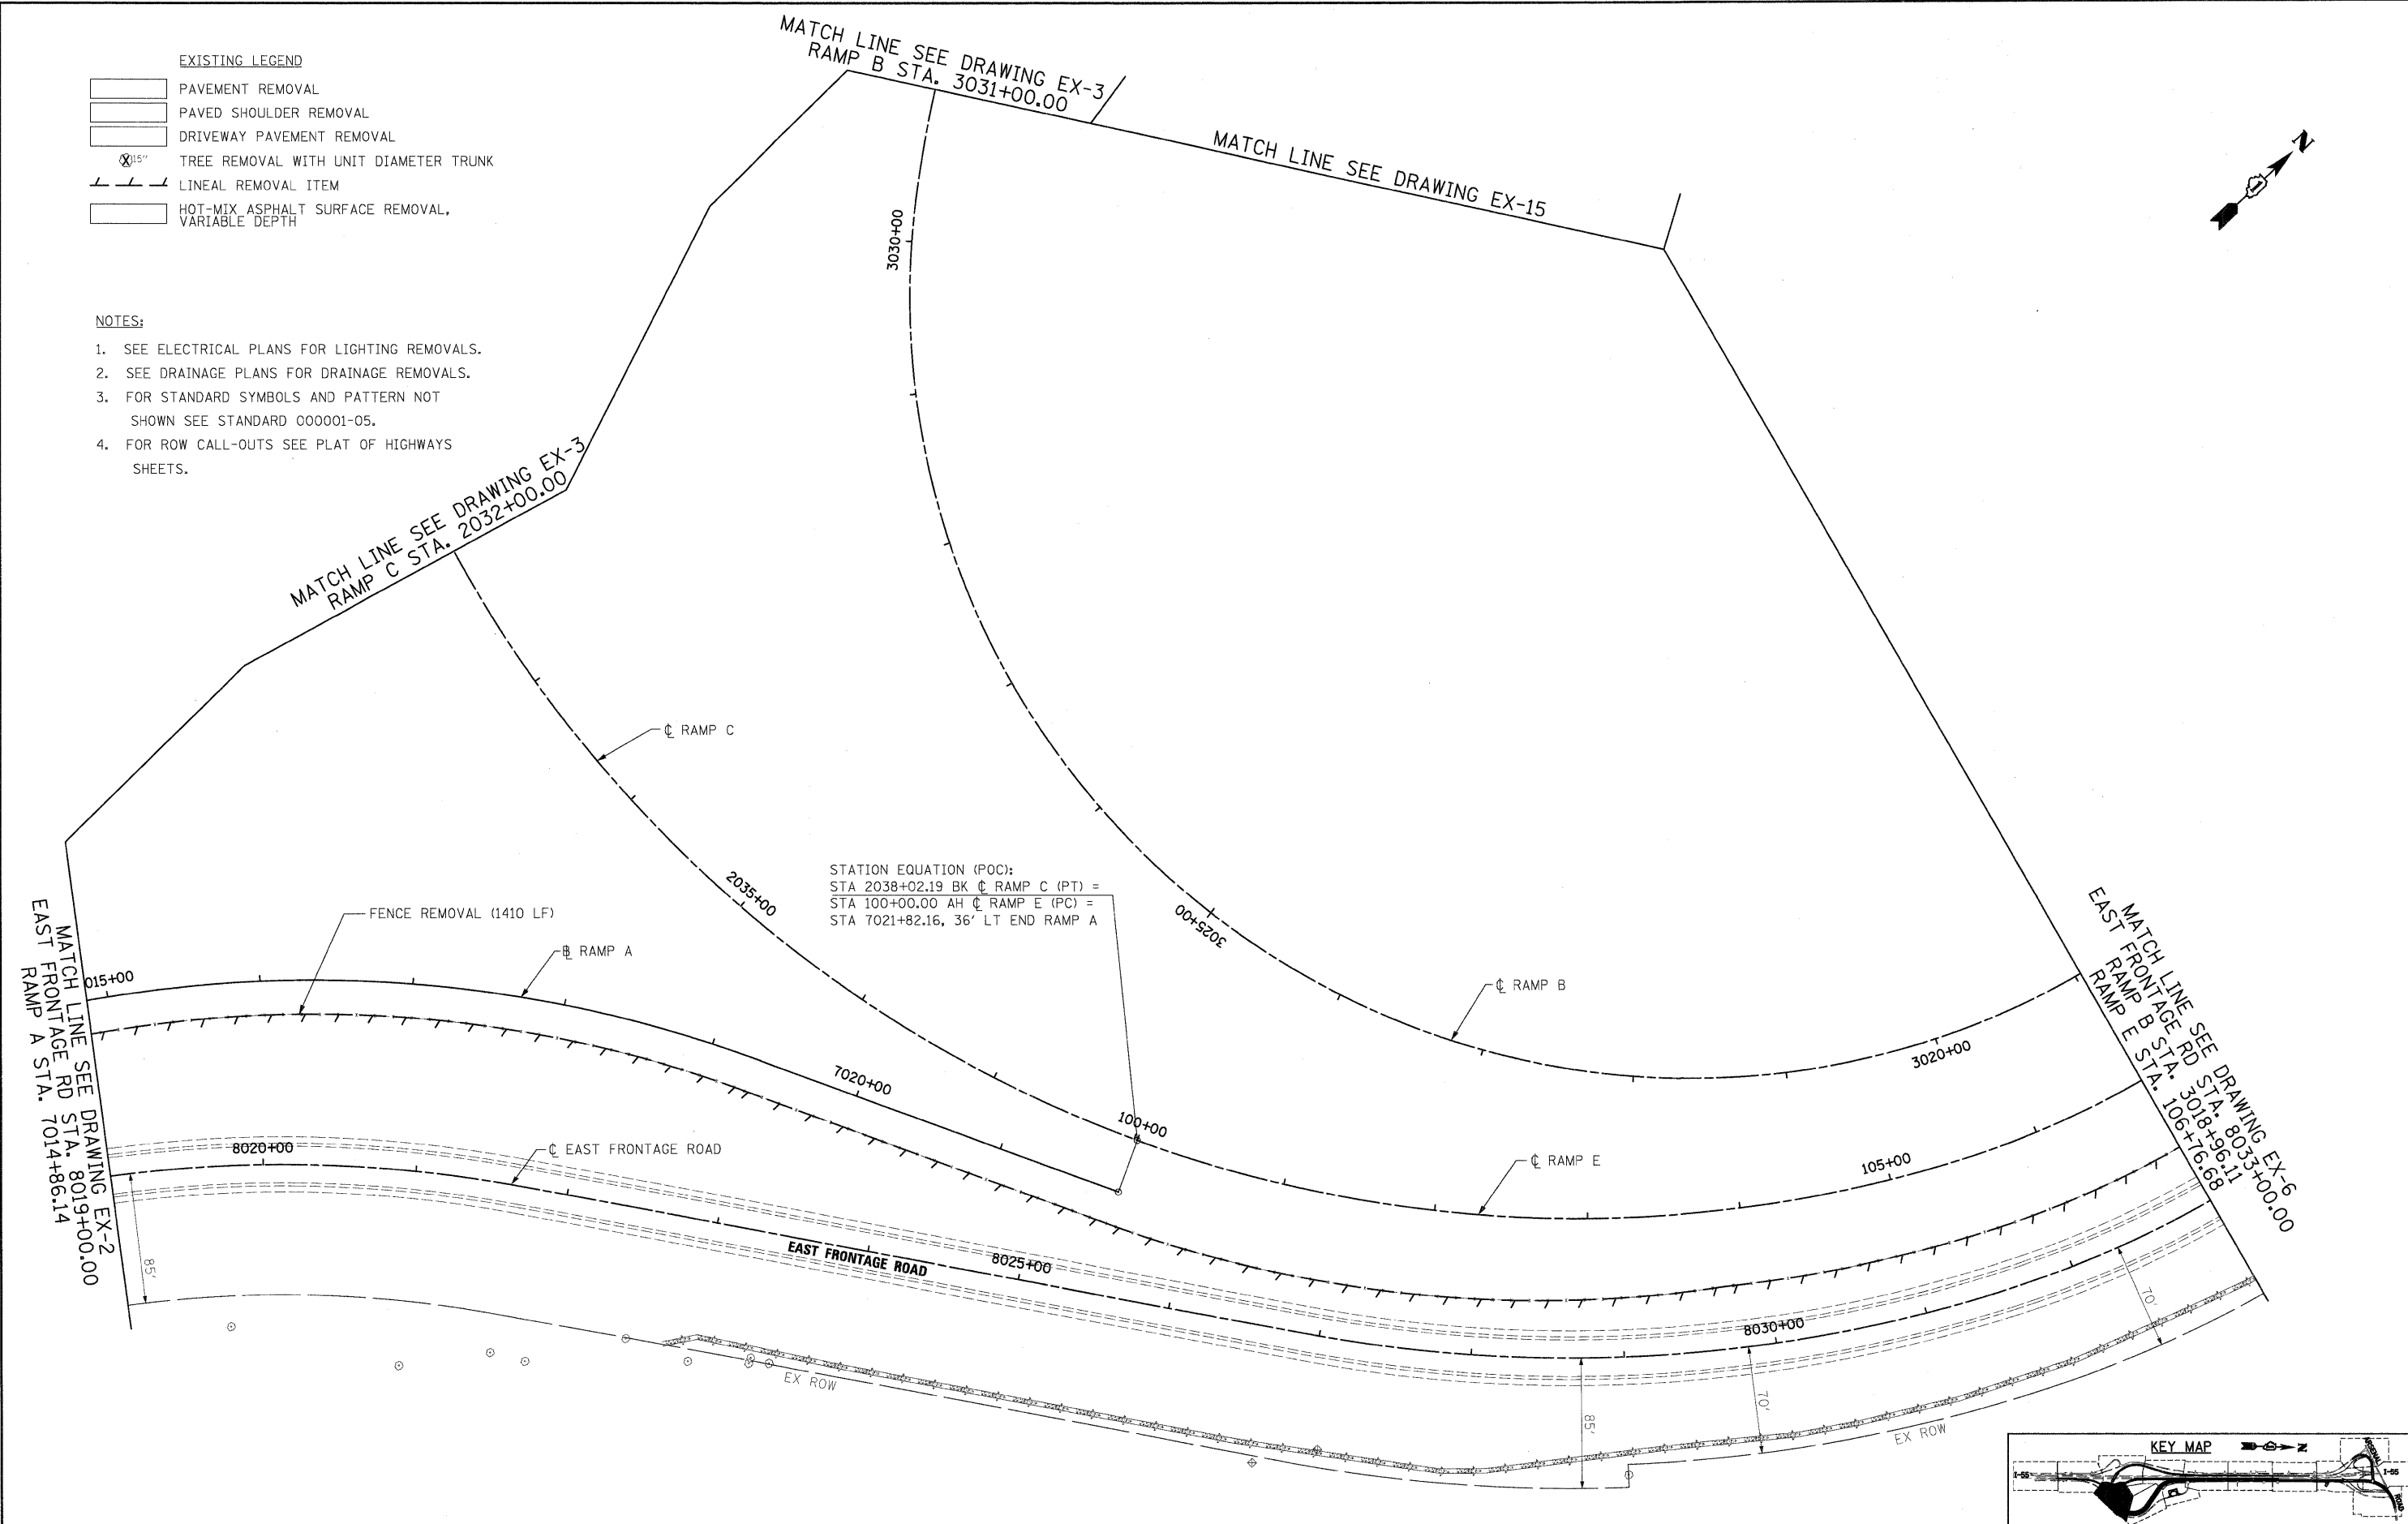 EXISTING LEGEND
PAVEMENT REMOVAL
PAVED SHOULDER REMOVAL
DRIVEWAY PAVEMENT REMOVAL
15" TREE REMOVAL WITH UNIT DIAMETER TRUNK
LINEAL REMOVAL ITEM
HOT-MIX ASPHALT SURFACE REMOVAL,
VARIABLE DEPTH
NOTES:
1. SEE ELECTRICAL PLANS FOR LIGHTING REMOVALS.
2. SEE DRAINAGE PLANS FOR DRAINAGE REMOVALS.
3. FOR STANDARD SYMBOLS AND PATTERN NOT
SHOWN SEE STANDARD 000001-05.
4. FOR ROW CALL-OUTS SEE PLAT OF HIGHWAYS
SHEETS.
MATCH LINE SEE DRAWING EX-3
RAMP B STA. 3031+00.00
MATCH LINE SEE DRAWING EX-15
N
3030+00
MATCH LINE SEE DRAWING EX-3
RAMP C STA. 2032+00.00
℄ RAMP C
2035+00
STATION EQUATION (POC):
STA 2038+02.19 BK ℄ RAMP C (PT) =
STA 100+00.00 AH ℄ RAMP E (PC) =
STA 7021+82.16, 36' LT END RAMP A
3025+00
FENCE REMOVAL (1410 LF)
RAMP A
015+00
℄ RAMP B
3020+00
7020+00
100+00
℄ RAMP E
105+00
8020+00
℄ EAST FRONTAGE ROAD
EAST FRONTAGE ROAD
8025+00
8030+00
MATCH LINE SEE DRAWING EX-2
EAST FRONTAGE RD STA. 8019+00.00
RAMP A STA. 7014+86.14
MATCH LINE SEE DRAWING EX-6
EAST FRONTAGE RD STA. 8033+00.00
RAMP B STA. 3018+96.11
RAMP E STA. 106+76.68
85'
EX ROW
85'
70'
70'
EX ROW
KEY MAP
N
I-55
I-55
ROAD